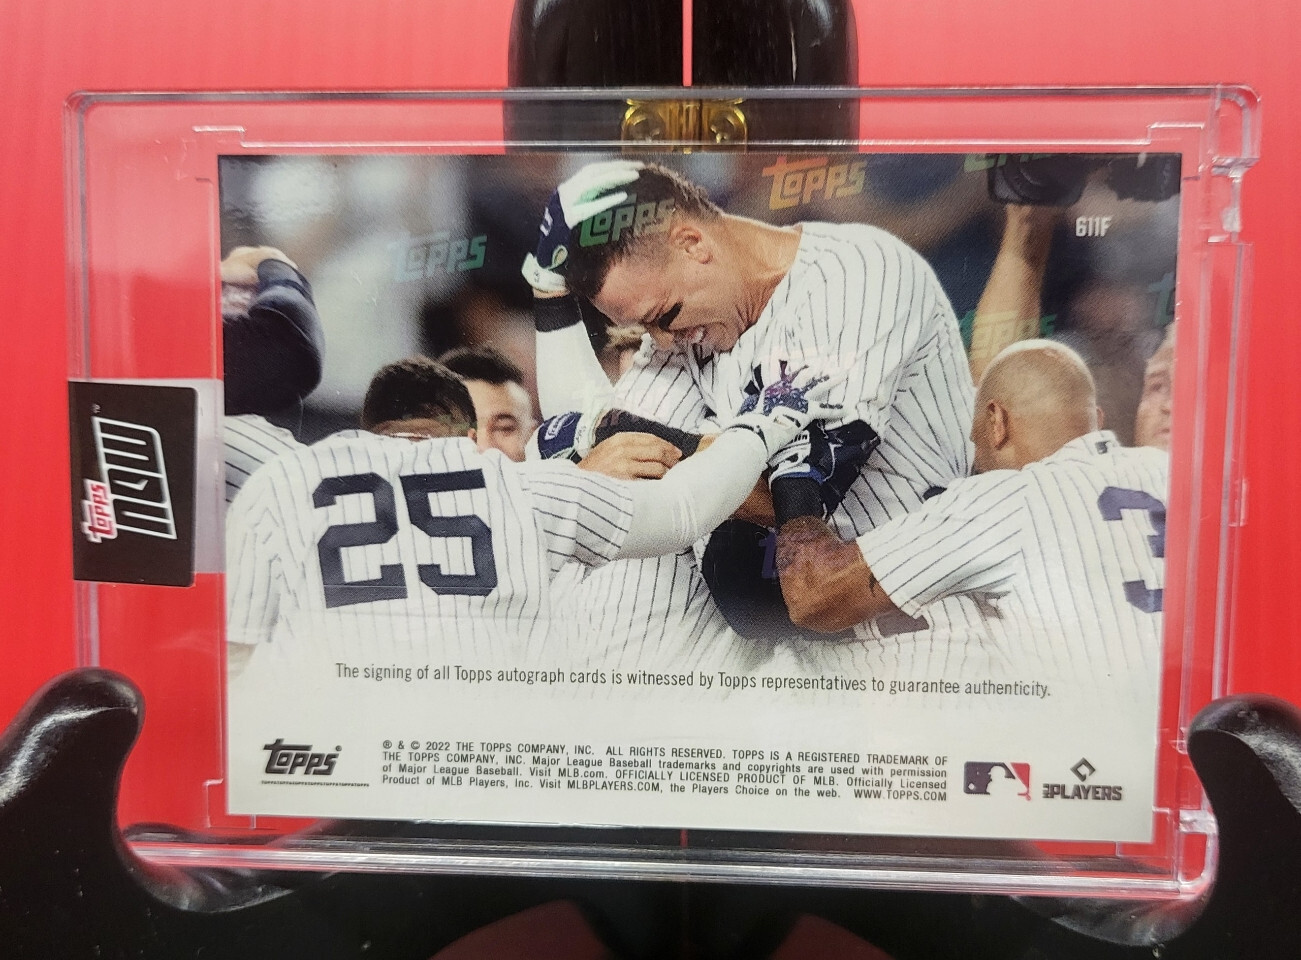 Topps
Topps
Topps
Topps
611F
Topps NOW
™
25
3
The signing of all Topps autograph cards is witnessed by Topps representatives to guarantee authenticity.
Topps
® & © 2022 THE TOPPS COMPANY, INC. ALL RIGHTS RESERVED. TOPPS IS A REGISTERED TRADEMARK OF
THE TOPPS COMPANY, INC. Major League Baseball trademarks and copyrights are used with permission
of Major League Baseball. Visit MLB.com. OFFICIALLY LICENSED PRODUCT OF MLB. Officially Licensed
Product of MLB Players, Inc. Visit MLBPLAYERS.COM, the Players Choice on the web. WWW.TOPPS.COM
MLB PLAYERS